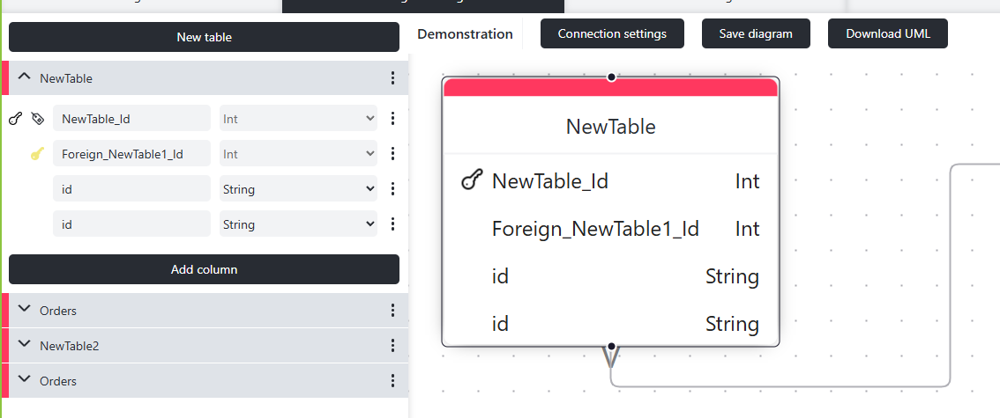 New table
Demonstration
Connection settings
Save diagram
Download UML
NewTable
NewTable_Id Int
Foreign_NewTable1_Id Int
id String
id String
Add column
Orders
NewTable2
Orders
NewTable
NewTable_Id Int
Foreign_NewTable1_Id Int
id String
id String